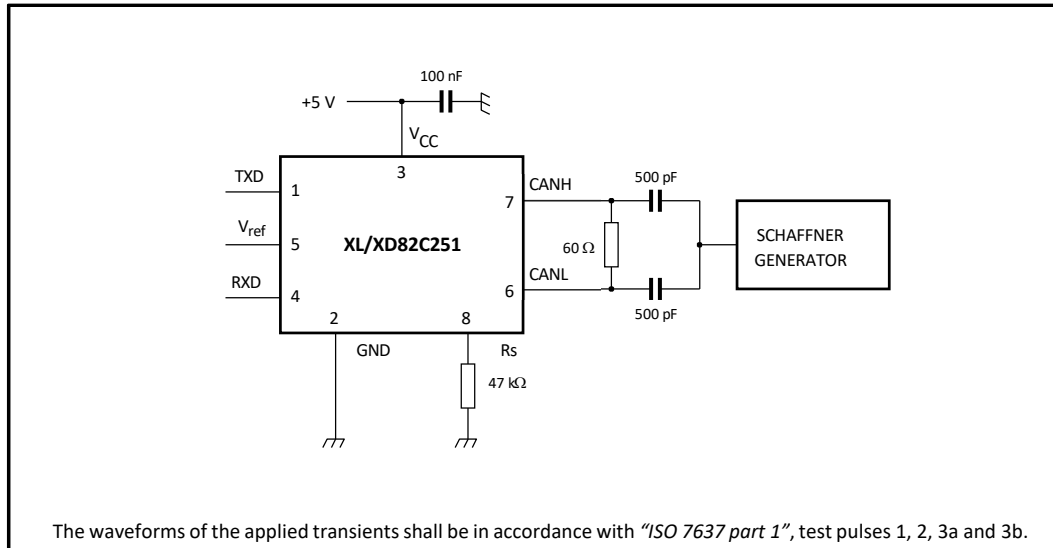 100 nF
+5 V
VCC
3
TXD
1
CANH
7
500 pF
Vref
5
XL/XD82C251
60 Ω
SCHAFFNER
GENERATOR
RXD
4
CANL
6
500 pF
2
8
GND
Rs
47 kΩ
The waveforms of the applied transients shall be in accordance with “ISO 7637 part 1”, test pulses 1, 2, 3a and 3b.